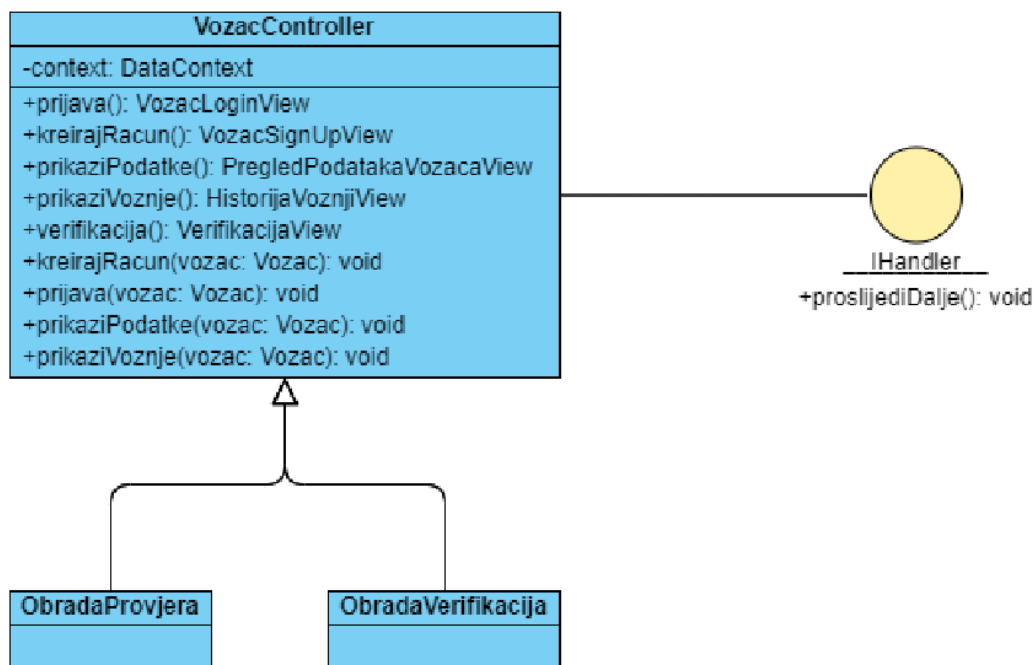 VozacController
-context: DataContext
+prijava(): VozacLoginView
+kreirajRacun(): VozacSignUpView
+prikaziPodatke(): PregledPodatakaVozacaView
+prikaziVoznje(): HistorijaVoznjiView
+verifikacija(): VerifikacijaView
+kreirajRacun(vozac: Vozac): void
+prijava(vozac: Vozac): void
+prikaziPodatke(vozac: Vozac): void
+prikaziVoznje(vozac: Vozac): void
IHandler
+proslijediDalje(): void
ObradaProvjera
ObradaVerifikacija